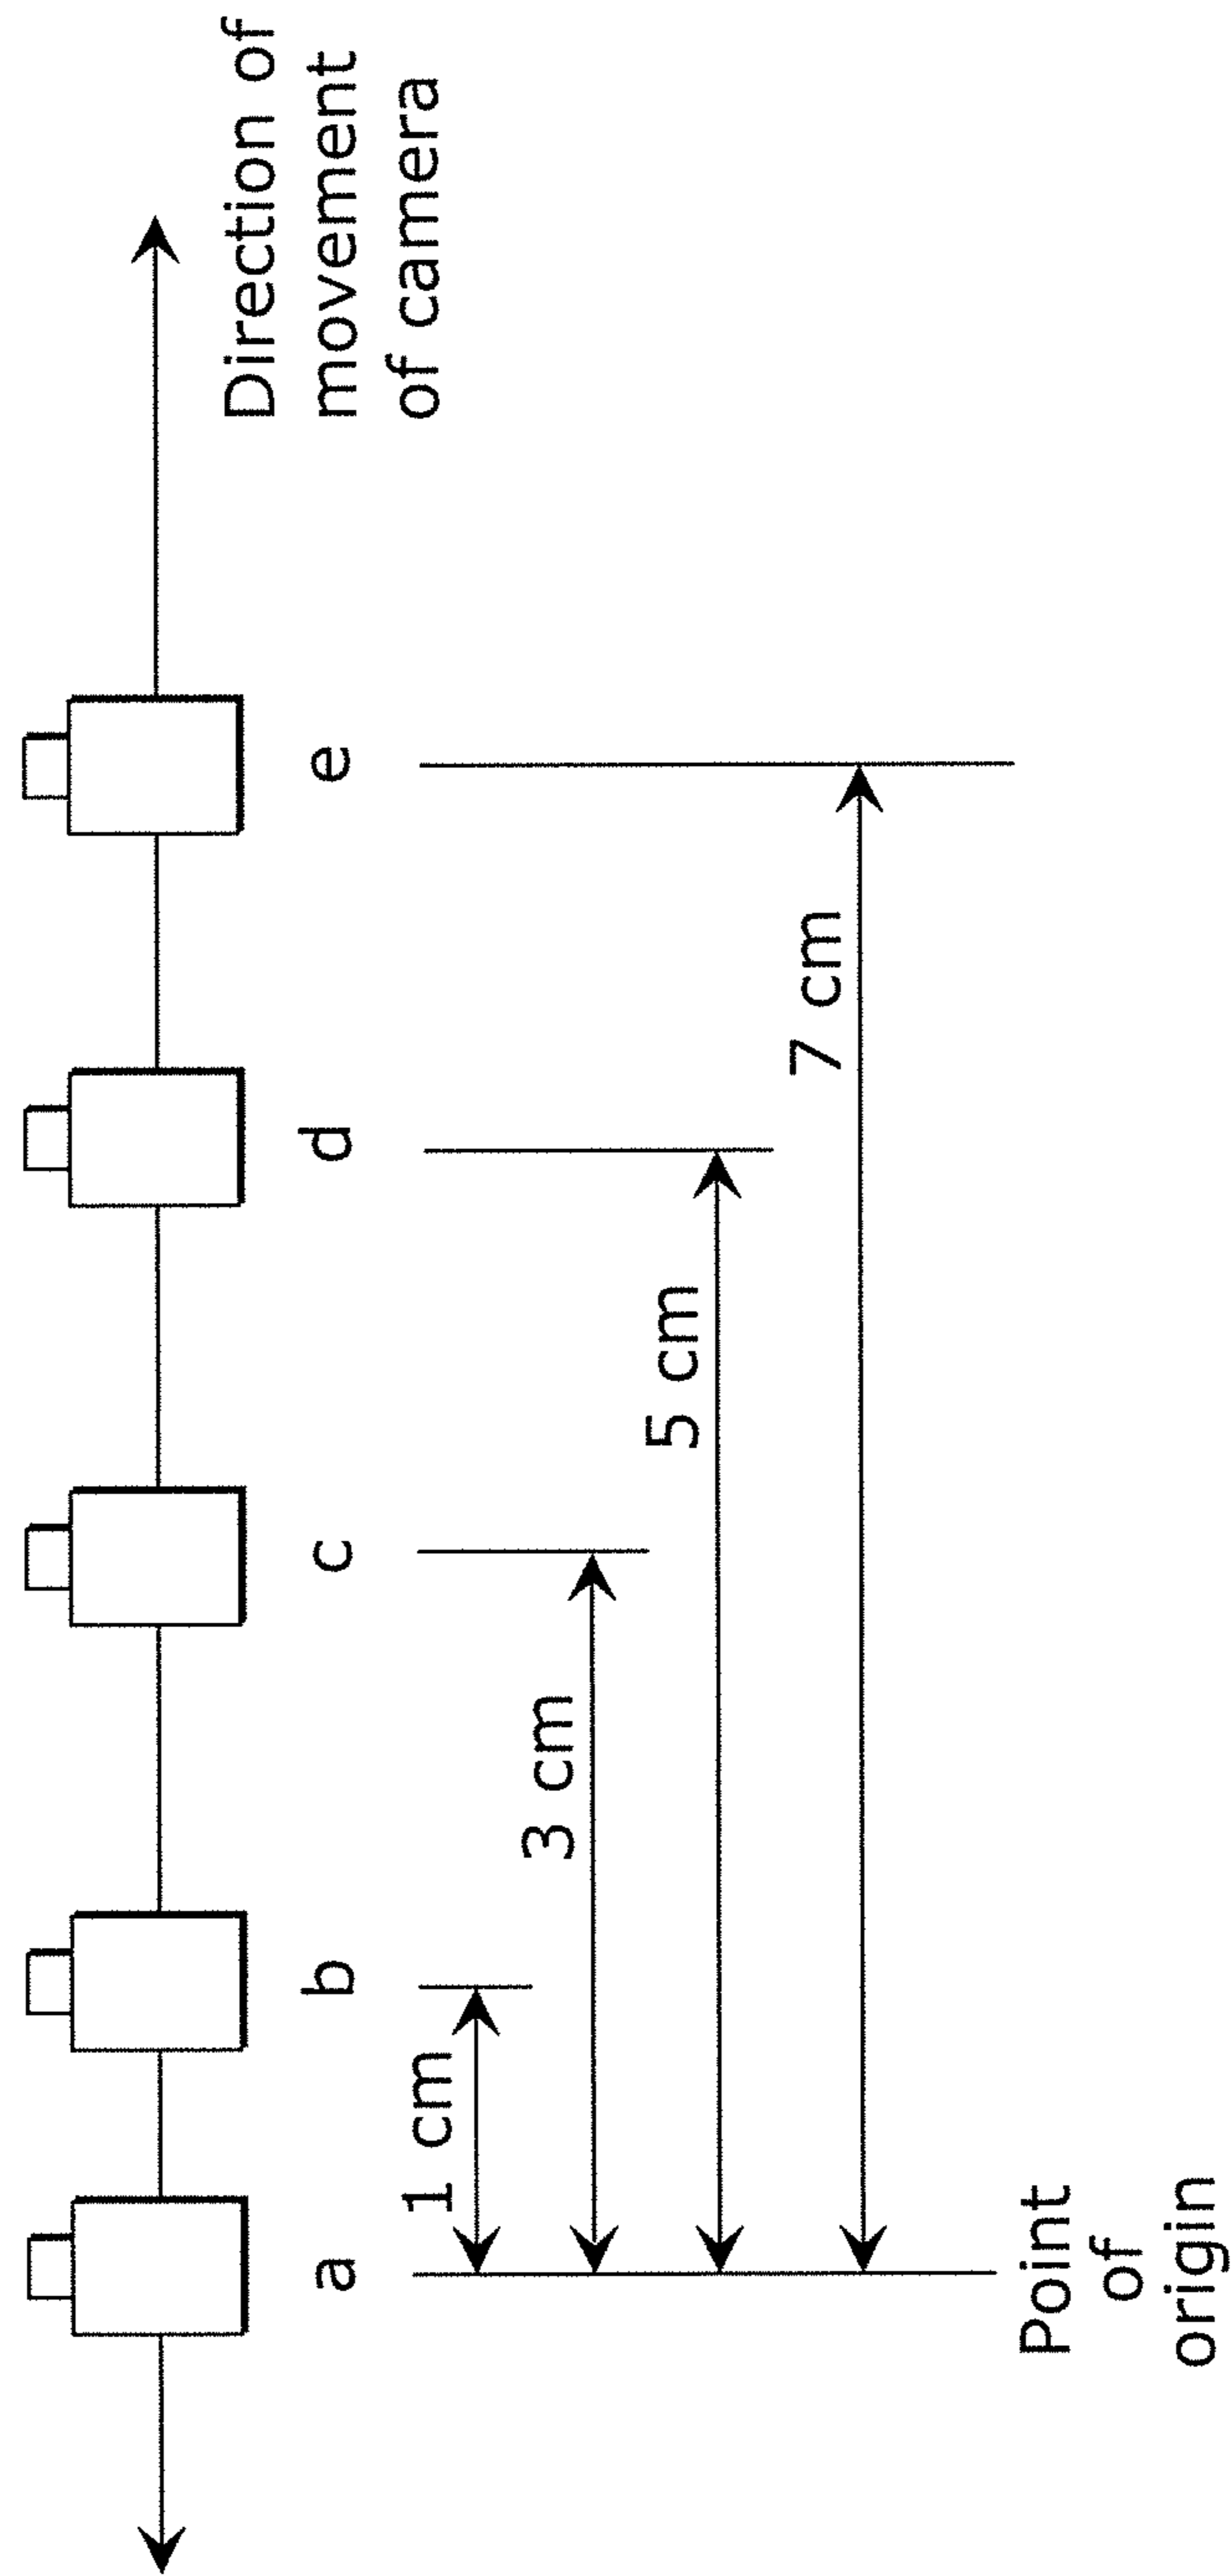 a
b
c
d
e
Direction of
movement
of camera
1 cm
3 cm
5 cm
7 cm
Point
of
origin